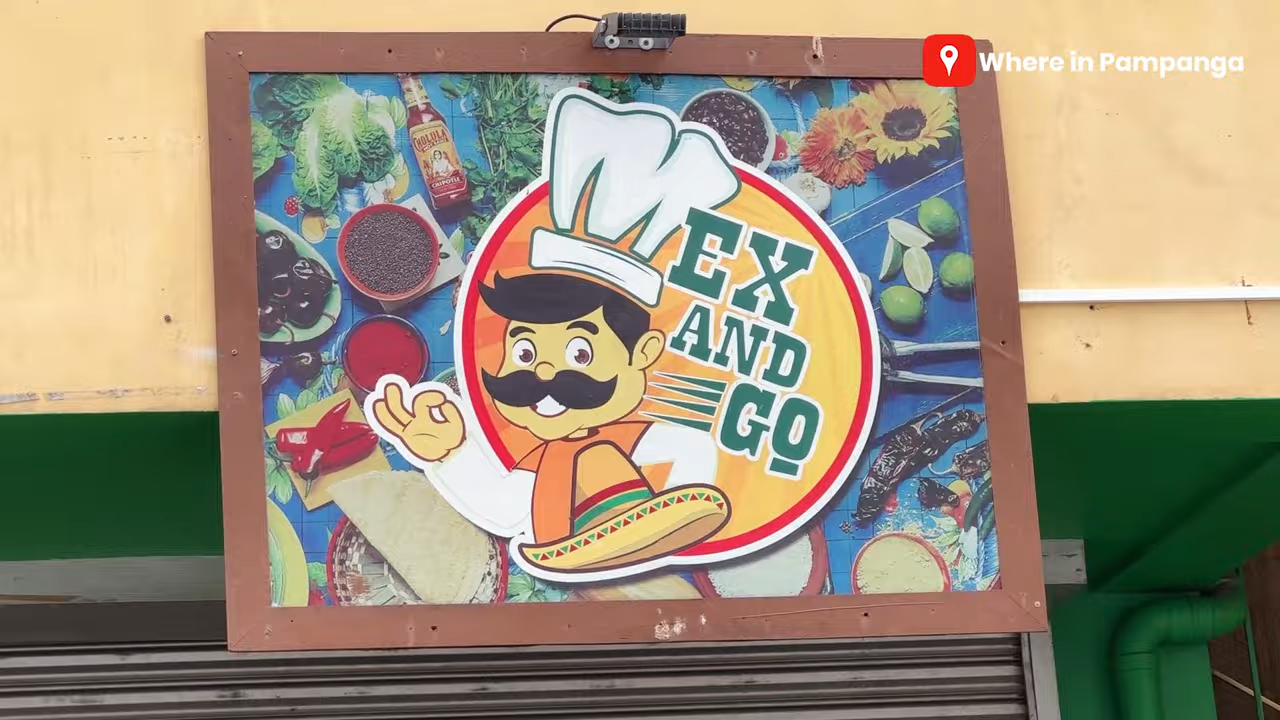 Where in Pampanga
CHOLULA
CHIPOTLE
MEX
AND
GO